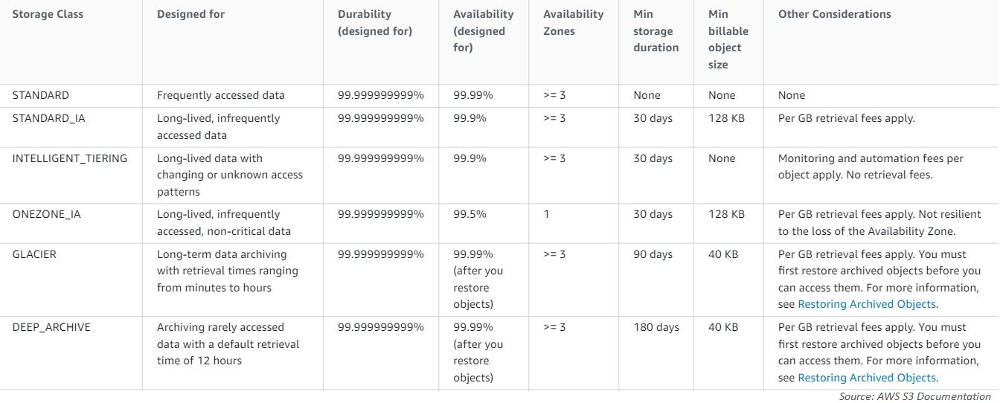 Storage Class
Designed for
Durability
(designed for)
Availability
(designed
for)
Availability
Zones
Min
storage
duration
Min
billable
object
size
Other Considerations
STANDARD
Frequently accessed data
99.999999999%
99.99%
>= 3
None
None
None
STANDARD_IA
Long-lived, infrequently
accessed data
99.999999999%
99.9%
>= 3
30 days
128 KB
Per GB retrieval fees apply.
INTELLIGENT_TIERING
Long-lived data with
changing or unknown access
patterns
99.999999999%
99.9%
>= 3
30 days
None
Monitoring and automation fees per
object apply. No retrieval fees.
ONEZONE_IA
Long-lived, infrequently
accessed, non-critical data
99.999999999%
99.5%
1
30 days
128 KB
Per GB retrieval fees apply. Not resilient
to the loss of the Availability Zone.
GLACIER
Long-term data archiving
with retrieval times ranging
from minutes to hours
99.999999999%
99.99%
(after you
restore
objects)
>= 3
90 days
40 KB
Per GB retrieval fees apply. You must
first restore archived objects before you
can access them. For more information,
see Restoring Archived Objects.
DEEP_ARCHIVE
Archiving rarely accessed
data with a default retrieval
time of 12 hours
99.999999999%
99.99%
(after you
restore
objects)
>= 3
180 days
40 KB
Per GB retrieval fees apply. You must
first restore archived objects before you
can access them. For more information,
see Restoring Archived Objects.
Source: AWS S3 Documentation